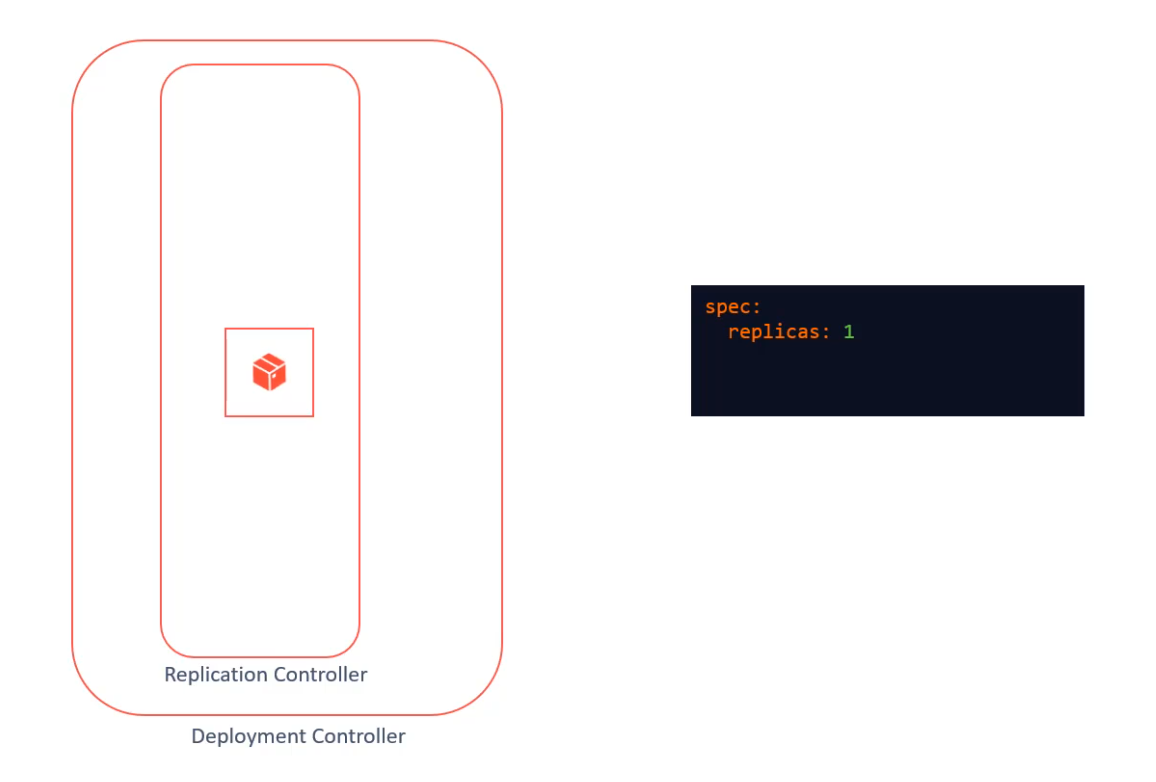 spec:
  replicas: 1
Replication Controller
Deployment Controller